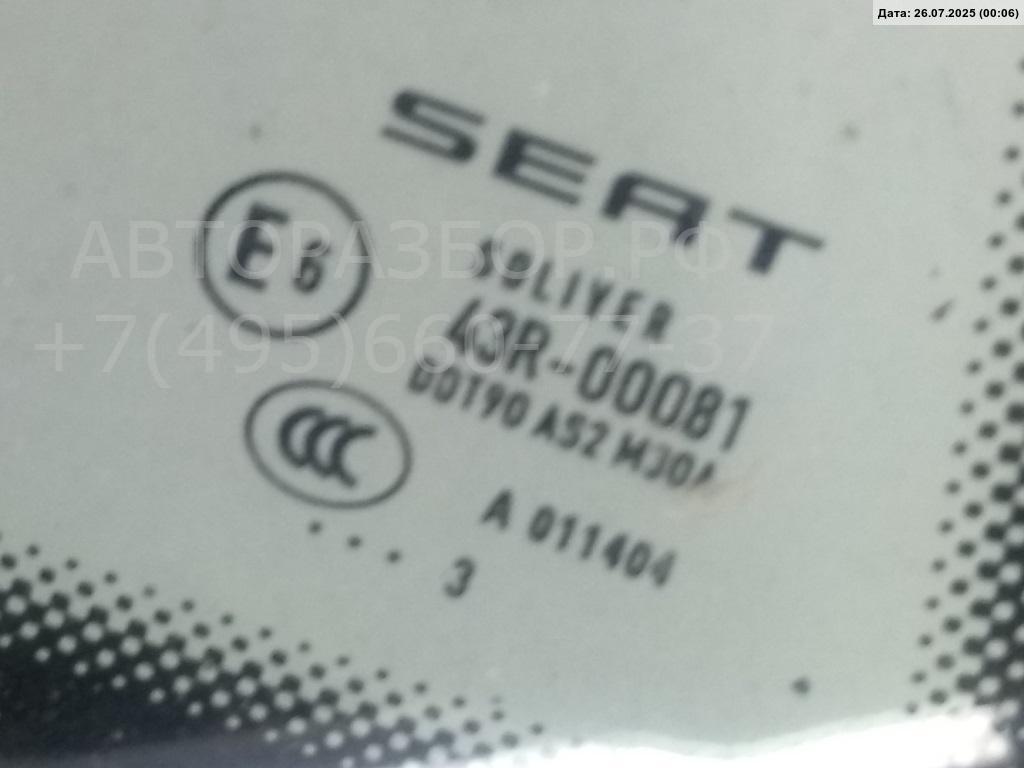 Дата: 26.07.2025 (00:06)
SEAT
E6
SOLIVER
АВТОРАЗБОР.РФ
43R-00081
+7(495)660-77-37
DOT90 AS2 M30A
CCC
A 011404
... 3